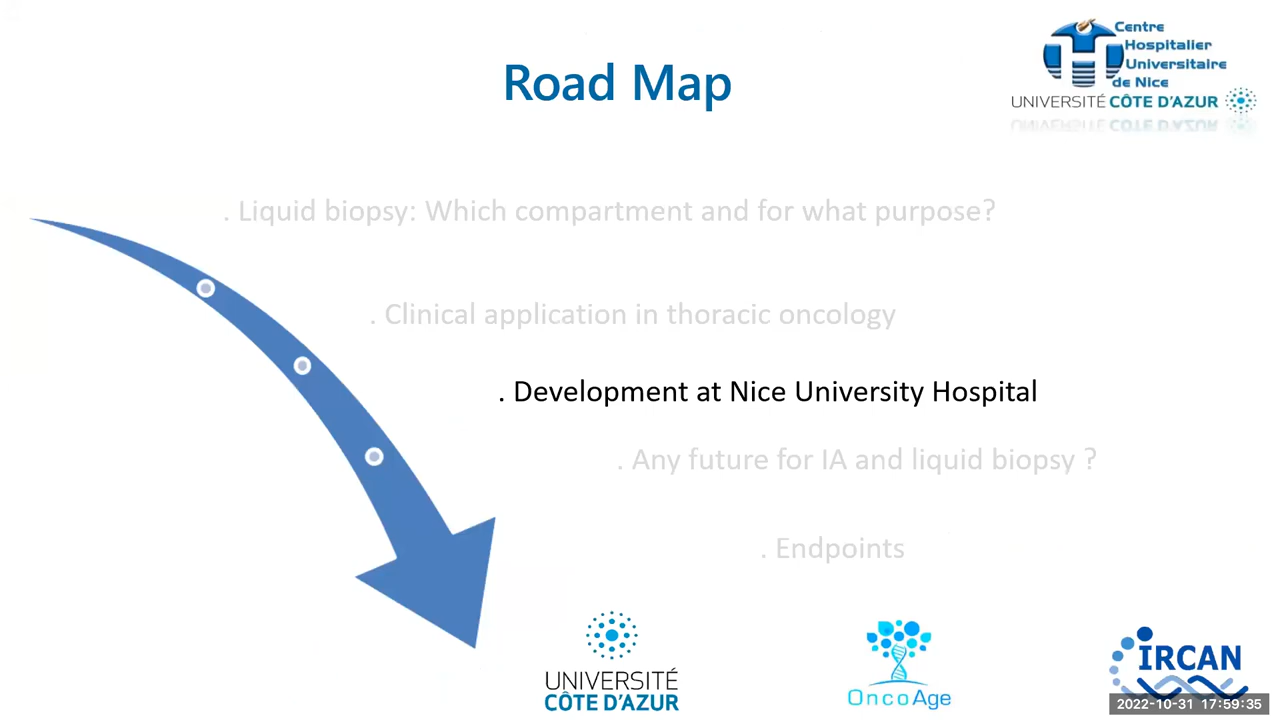 Road Map
Centre
Hospitalier
Universitaire
de Nice
UNIVERSITÉ CÔTE D'AZUR
. Liquid biopsy: Which compartment and for what purpose?
. Clinical application in thoracic oncology
. Development at Nice University Hospital
. Any future for IA and liquid biopsy ?
. Endpoints
UNIVERSITÉ
CÔTE D'AZUR
OncoAge
IRCAN
2022-10-31 17:59:35